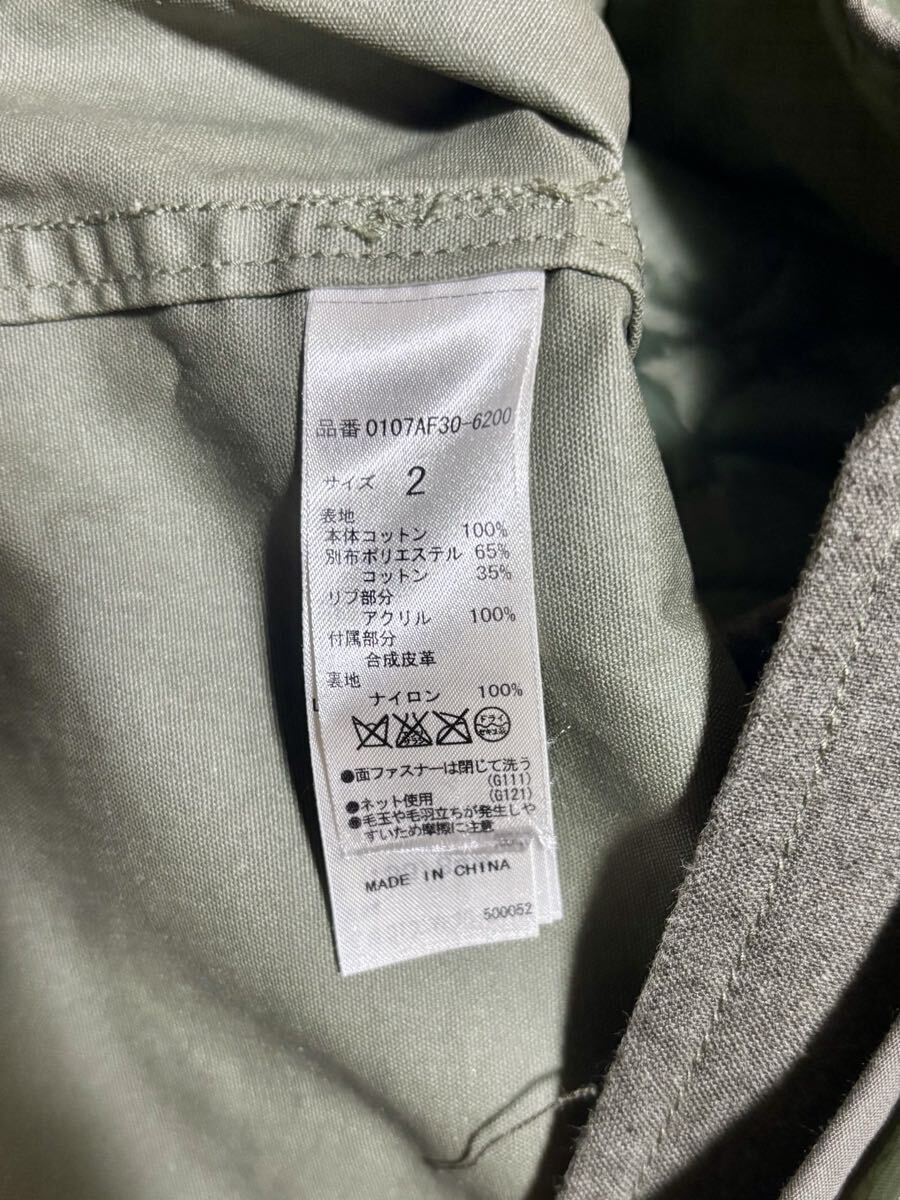 品番 0107AF30-6200
サイズ 2
表地
本体コットン 100%
別布ポリエステル 65%
コットン 35%
リブ部分
アクリル 100%
付属部分
合成皮革
裏地
ナイロン 100%
ドライ
●面ファスナーは閉じて洗う
(G111)
●ネット使用 (G121)
●毛玉や毛羽立ちが発生しや
すいため摩擦に注意
MADE IN CHINA
500052